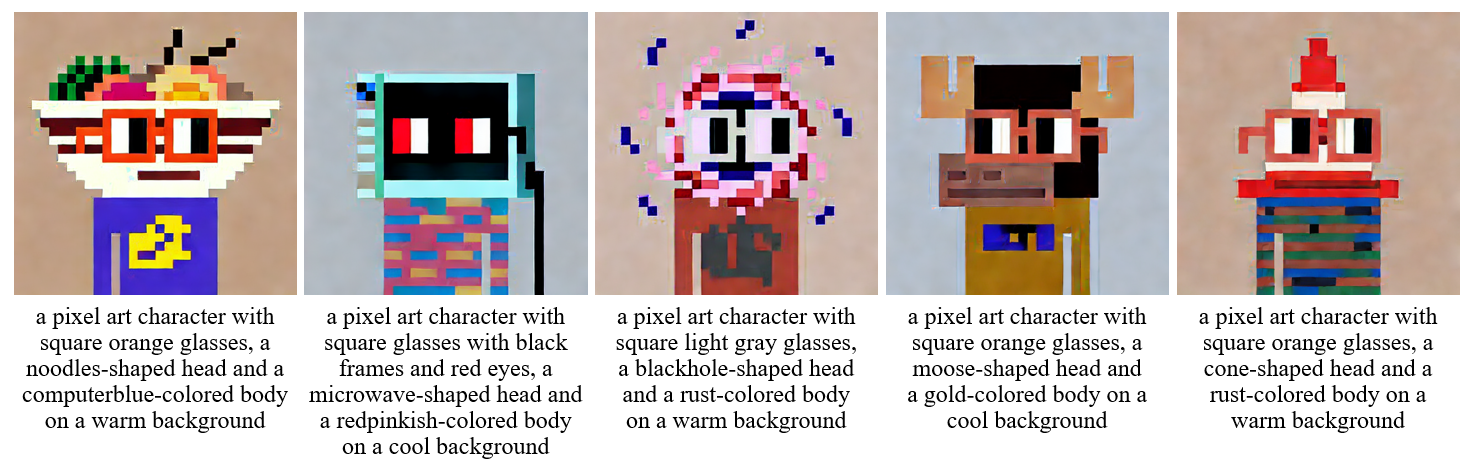 a pixel art character with
square orange glasses, a
noodles-shaped head and a
computerblue-colored body
on a warm background
a pixel art character with
square glasses with black
frames and red eyes, a
microwave-shaped head and
a redpinkish-colored body
on a cool background
a pixel art character with
square light gray glasses,
a blackhole-shaped head
and a rust-colored body
on a warm background
a pixel art character with
square orange glasses, a
moose-shaped head and
a gold-colored body on a
cool background
a pixel art character with
square orange glasses, a
cone-shaped head and a
rust-colored body on a
warm background